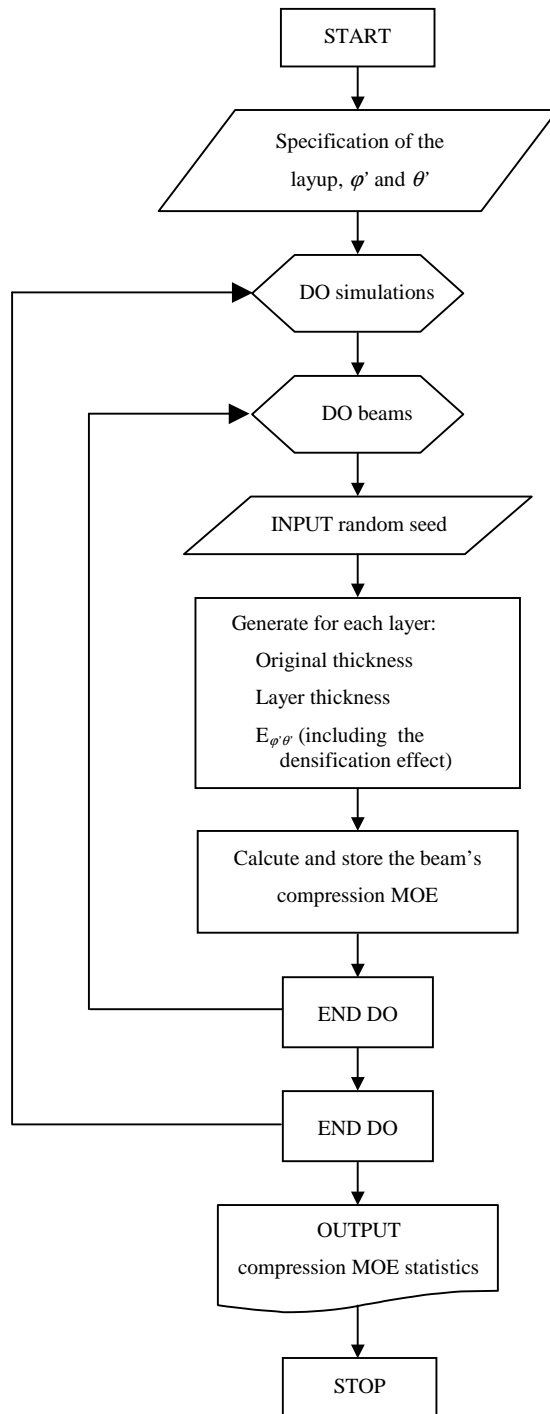 START
Specification of the
layup, φ’ and θ’
DO simulations
DO beams
INPUT random seed
Generate for each layer:
Original thickness
Layer thickness
Eφ’θ’ (including the
densification effect)
Calcute and store the beam’s
compression MOE
END DO
END DO
OUTPUT
compression MOE statistics
STOP